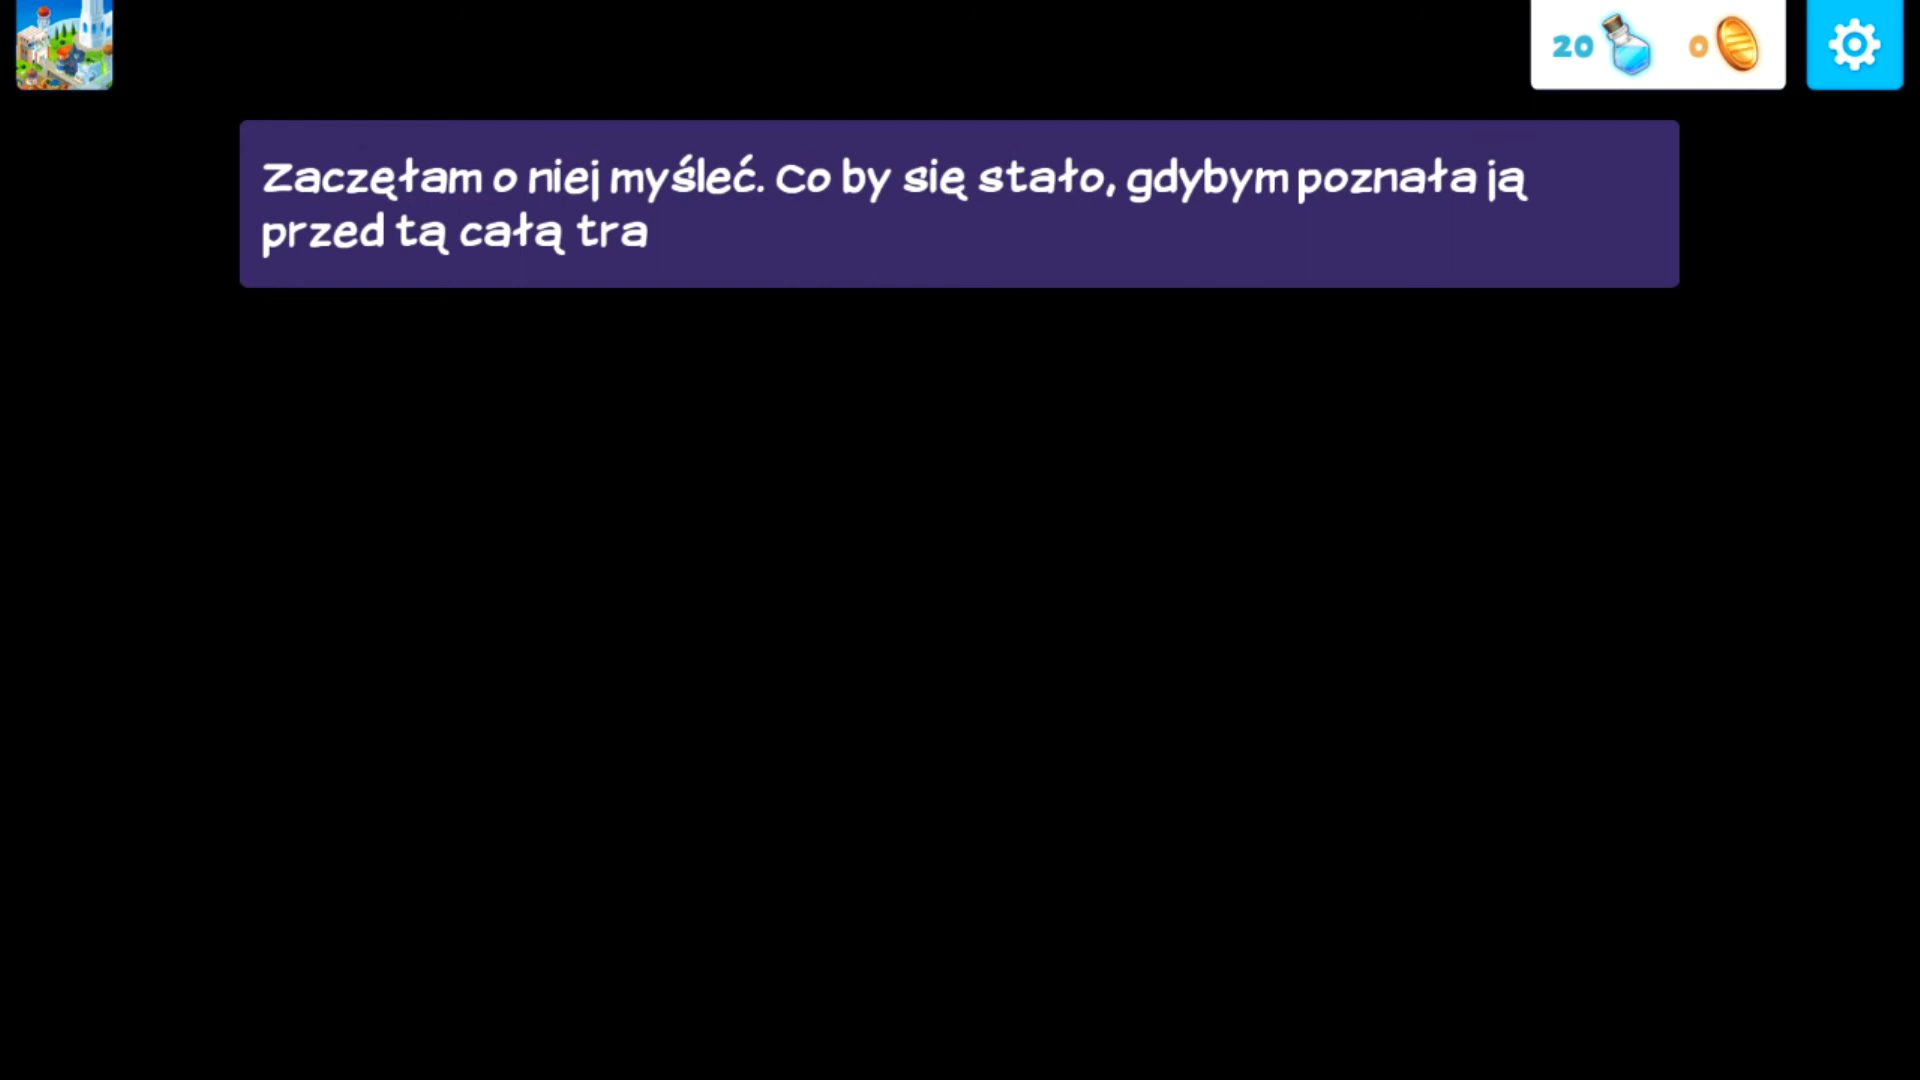 20 0
Zaczęłam o niej myśleć. Co by się stało, gdybym poznała ją
przed tą całą tra